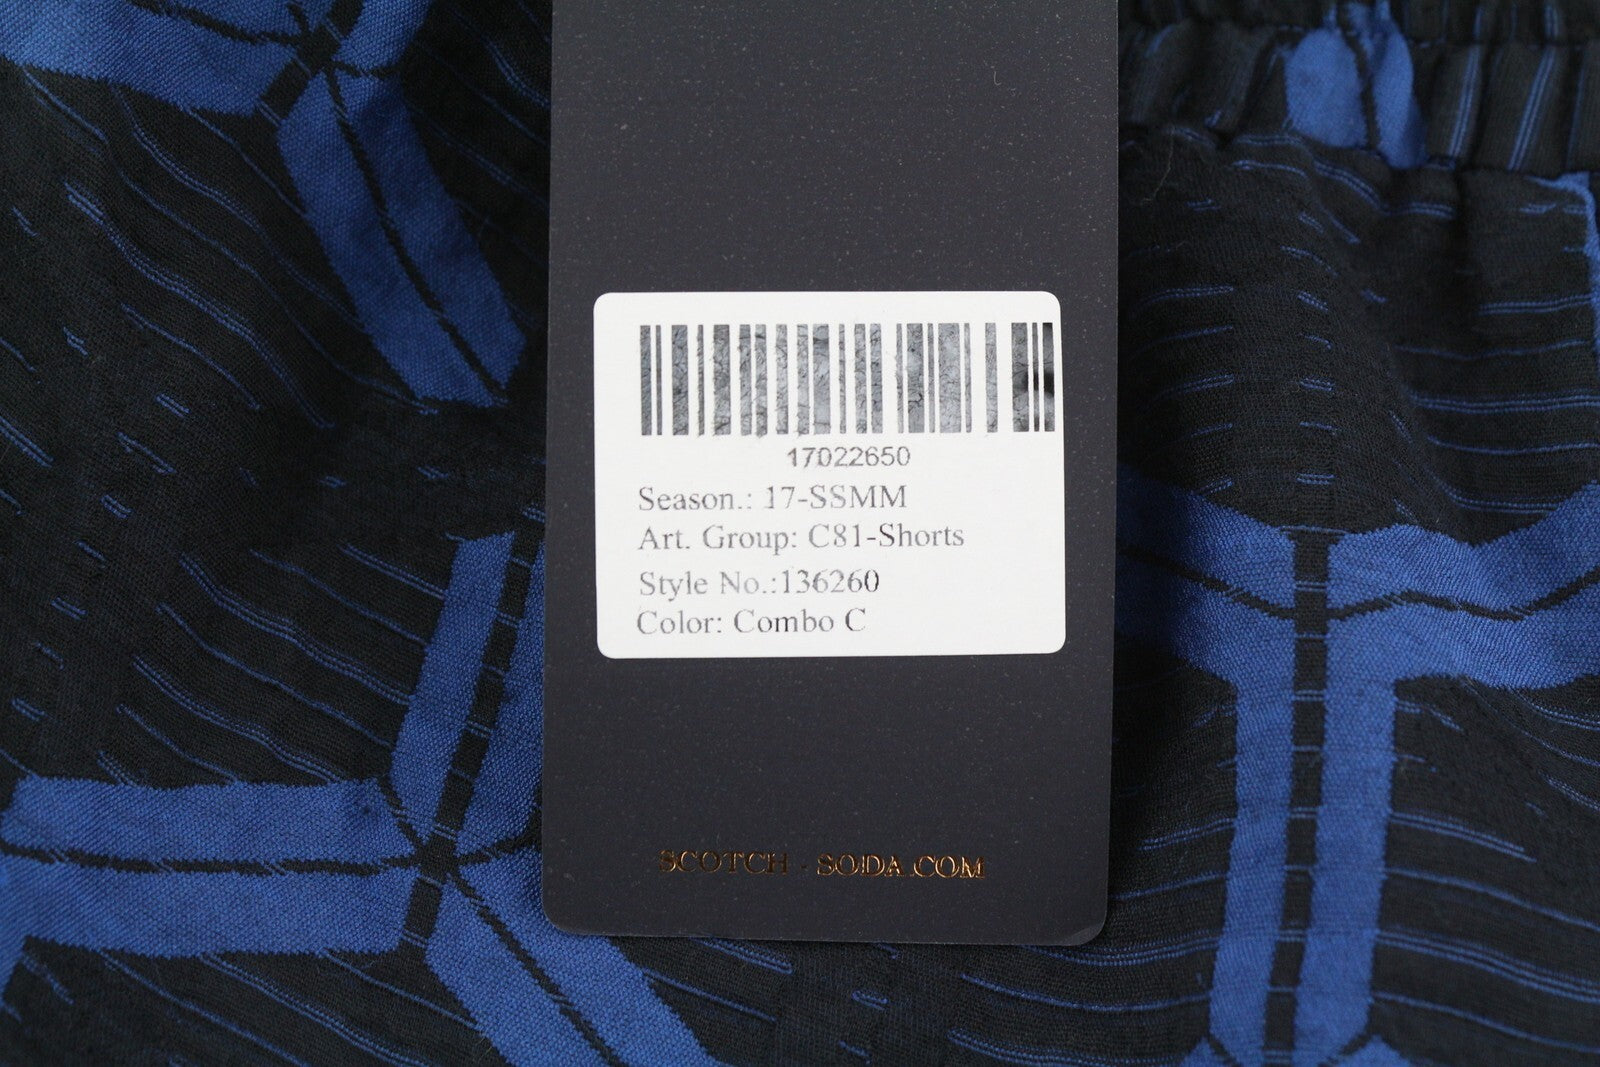 17022650
Season.: 17-SSMM
Art. Group: C81-Shorts
Style No.:136260
Color: Combo C
SCOTCH - SODA.COM